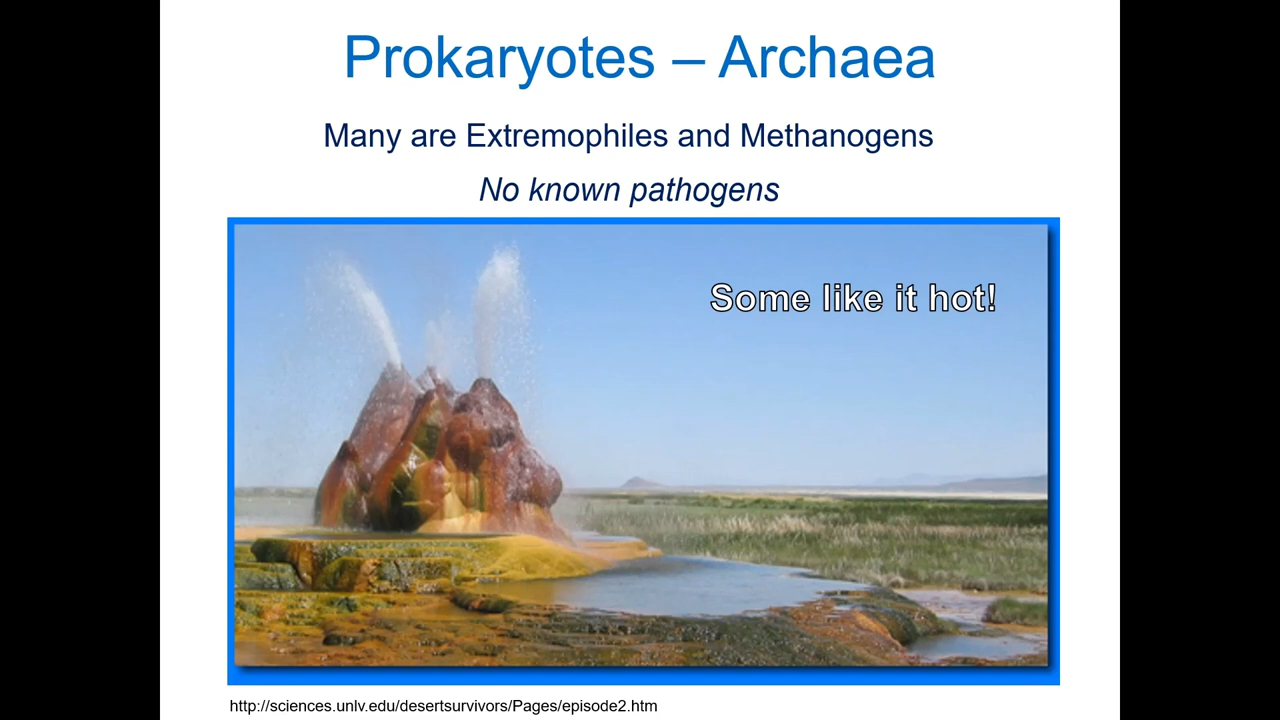 Prokaryotes – Archaea
Many are Extremophiles and Methanogens
No known pathogens
Some like it hot!
http://sciences.unlv.edu/desertsurvivors/Pages/episode2.htm